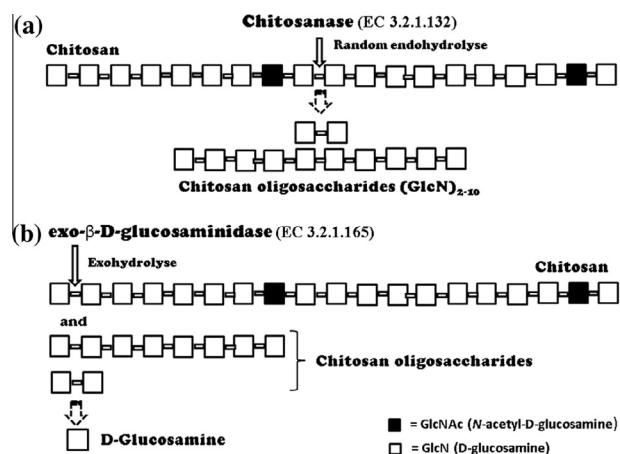 (a)
Chitosanase (EC 3.2.1.132)
Random endohydrolyse
Chitosan
Chitosan oligosaccharides (GlcN)₂₋₁₀
(b) exo-β-D-glucosaminidase (EC 3.2.1.165)
Exohydrolyse
Chitosan
and
Chitosan oligosaccharides
D-Glucosamine
= GlcNAc (N-acetyl-D-glucosamine)
= GlcN (D-glucosamine)